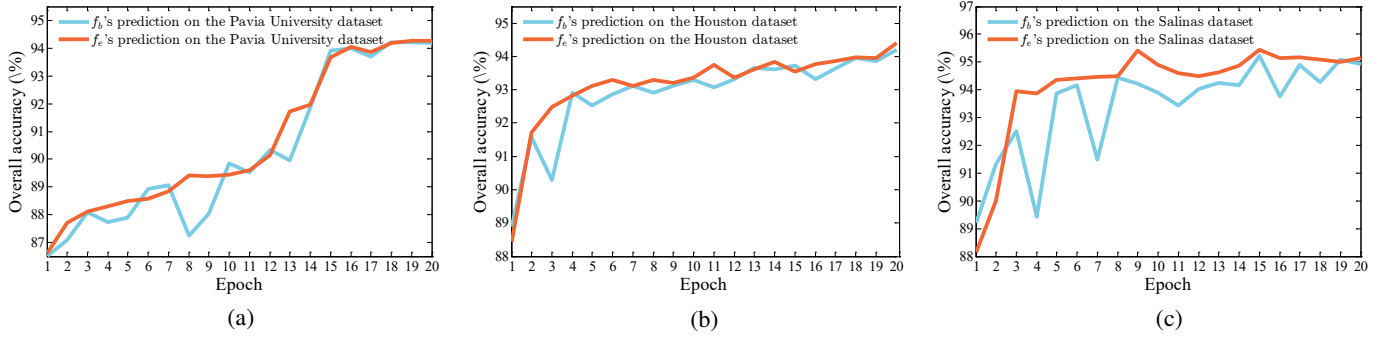 f_b's prediction on the Pavia University dataset
f_e's prediction on the Pavia University dataset
Overall accuracy (\%)
95
94
93
92
91
90
89
88
87
1 2 3 4 5 6 7 8 9 10 11 12 13 14 15 16 17 18 19 20
Epoch
(a)
f_b's prediction on the Houston dataset
f_e's prediction on the Houston dataset
Overall accuracy (\%)
95
94
93
92
91
90
89
88
1 2 3 4 5 6 7 8 9 10 11 12 13 14 15 16 17 18 19 20
Epoch
(b)
f_b's prediction on the Salinas dataset
f_e's prediction on the Salinas dataset
Overall accuracy (\%)
97
96
95
94
93
92
91
90
89
88
1 2 3 4 5 6 7 8 9 10 11 12 13 14 15 16 17 18 19 20
Epoch
(c)